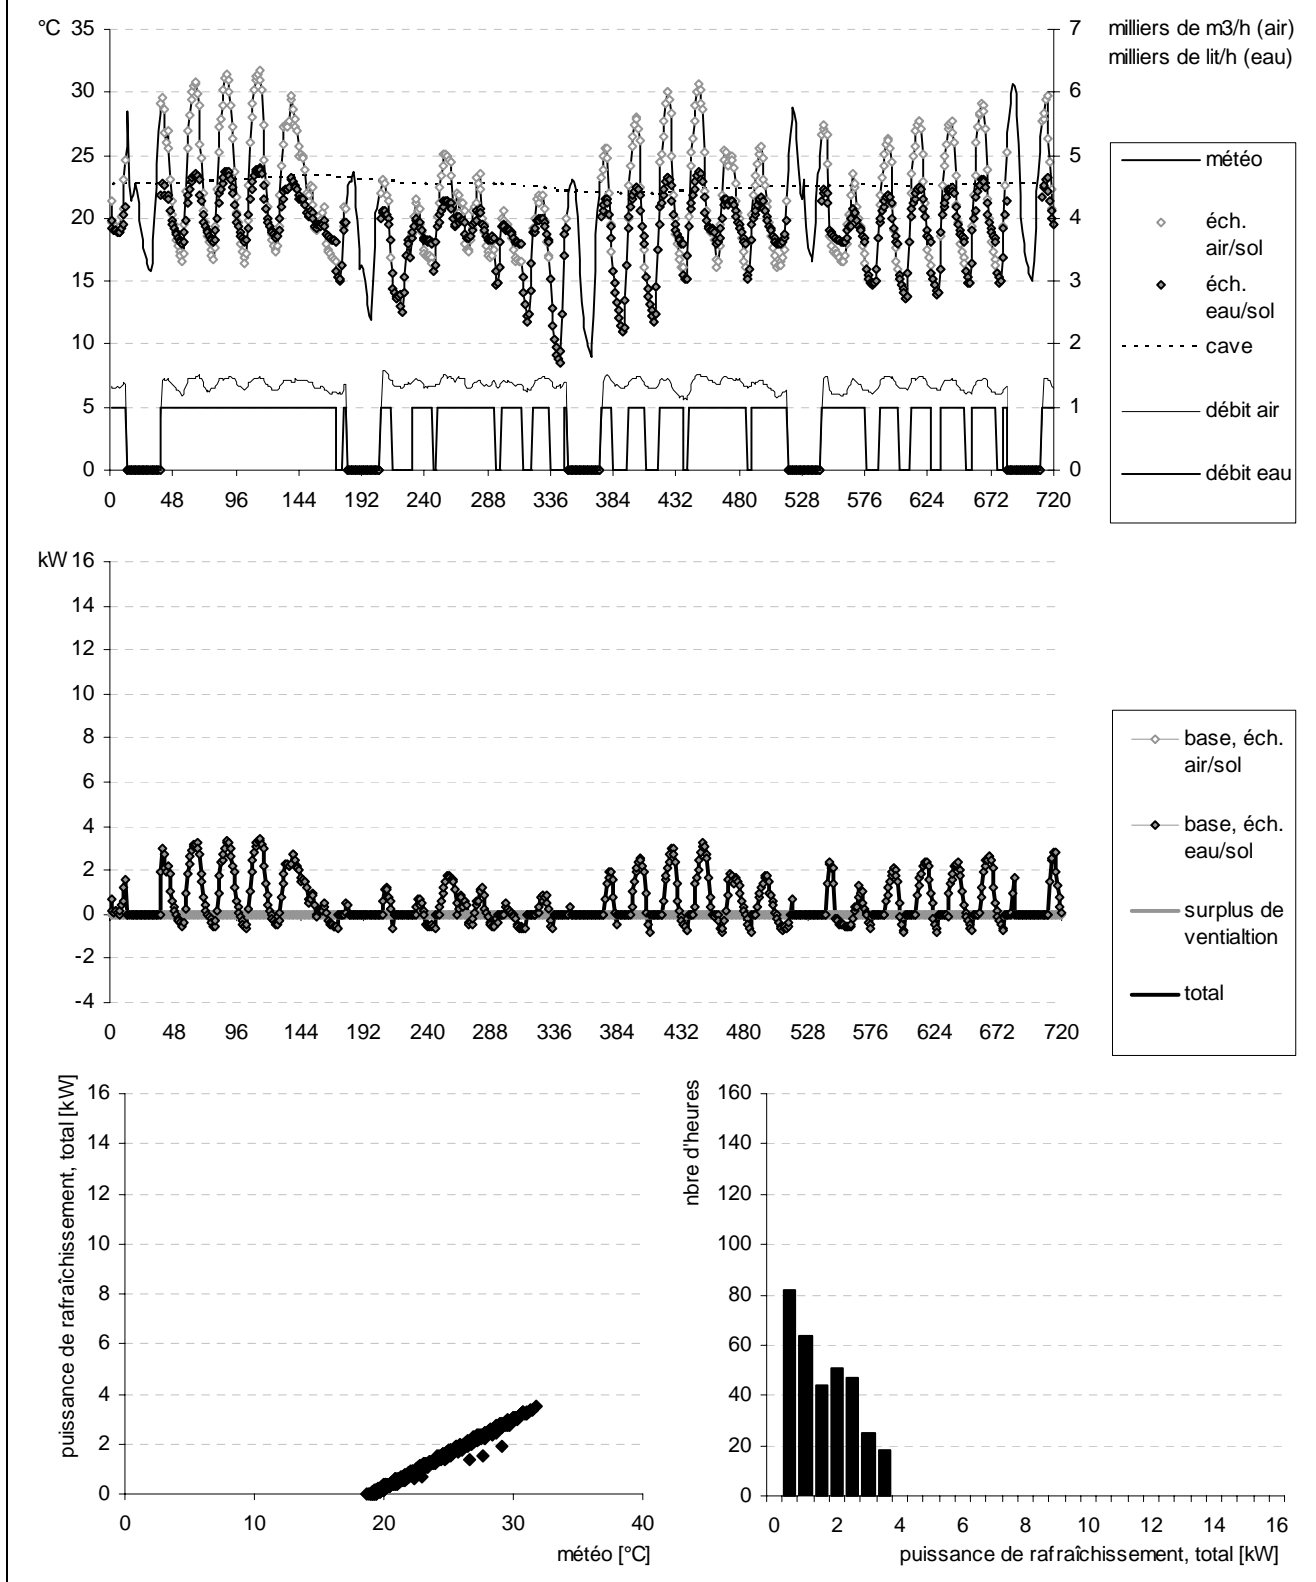 °C
35
30
25
20
15
10
5
0
7
6
5
4
3
2
1
0
milliers de m3/h (air)
milliers de lit/h (eau)
0 48 96 144 192 240 288 336 384 432 480 528 576 624 672 720
météo
éch.
air/sol
éch.
eau/sol
cave
débit air
débit eau
kW
16
14
12
10
8
6
4
2
0
-2
-4
0 48 96 144 192 240 288 336 384 432 480 528 576 624 672 720
base, éch.
air/sol
base, éch.
eau/sol
surplus de
ventialtion
total
puissance de rafraîchissement, total [kW]
16
14
12
10
8
6
4
2
0
0 10 20 30 40
météo [°C]
nbre d'heures
160
140
120
100
80
60
40
20
0
0 2 4 6 8 10 12 14 16
puissance de rafraîchissement, total [kW]